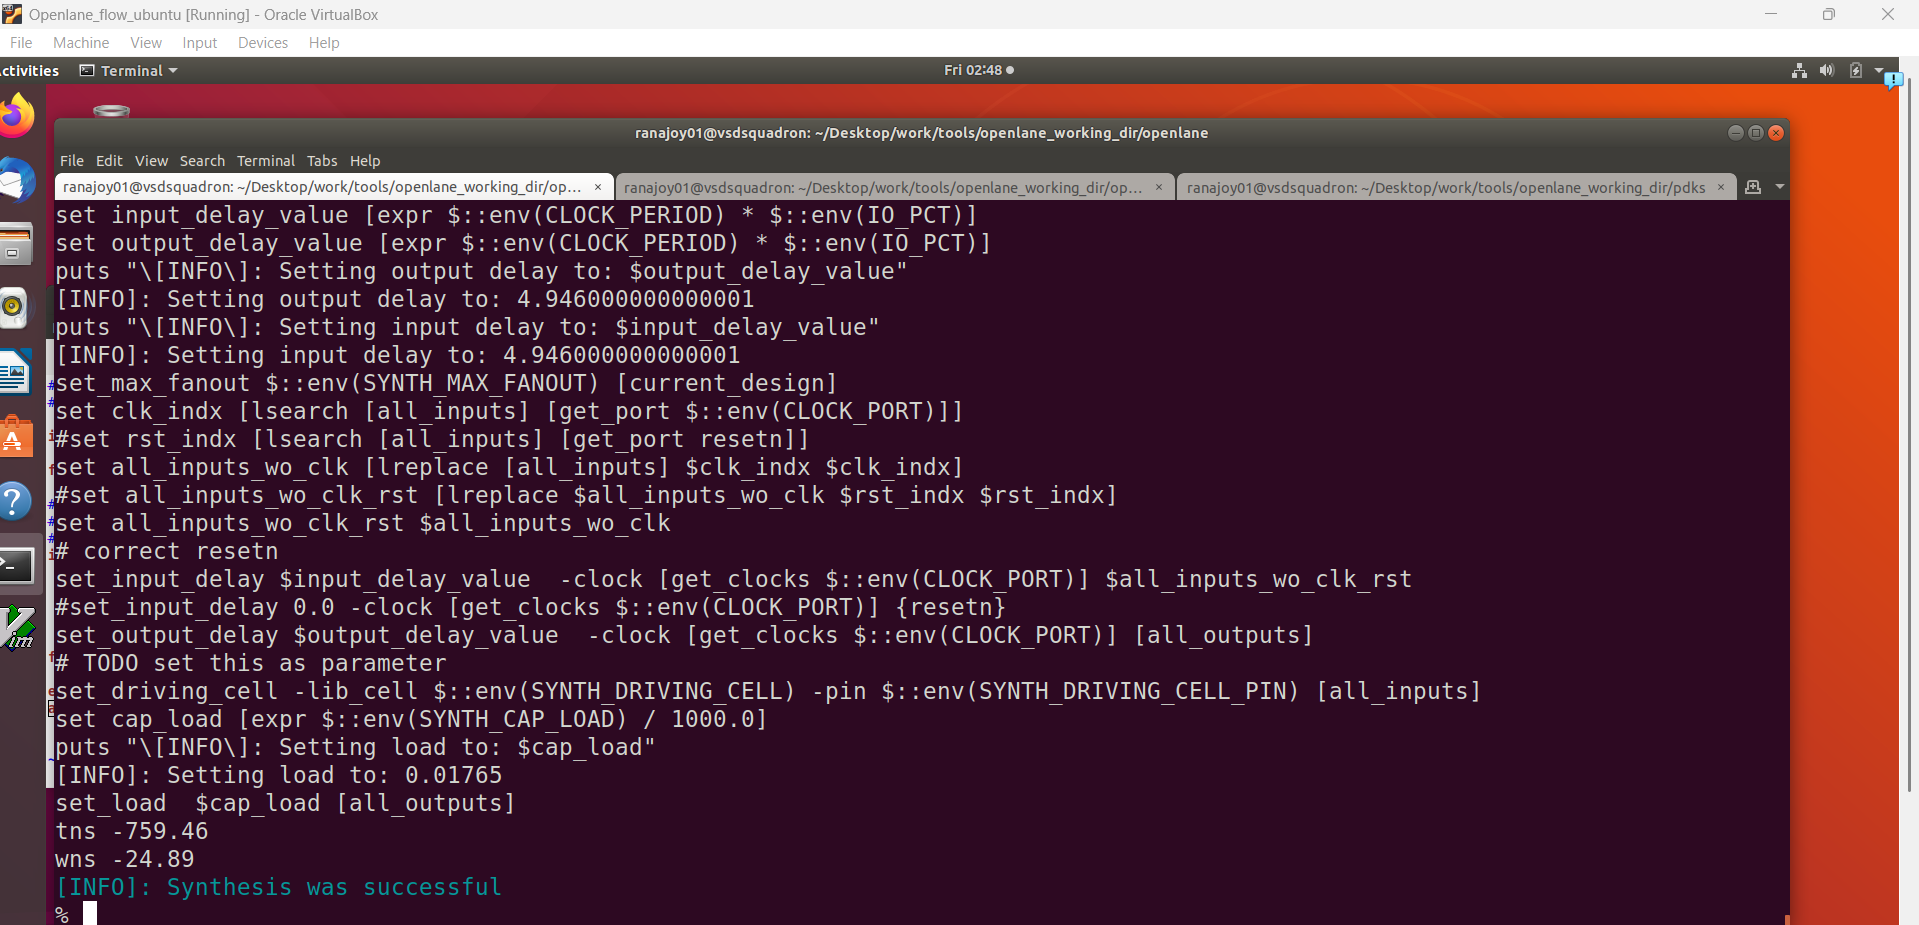 Openlane_flow_ubuntu [Running] - Oracle VirtualBox
File Machine View Input Devices Help
ctivities Terminal Fri 02:48
ranajoy01@vsdsquadron: ~/Desktop/work/tools/openlane_working_dir/openlane
File Edit View Search Terminal Tabs Help
ranajoy01@vsdsquadron: ~/Desktop/work/tools/openlane_working_dir/op... × ranajoy01@vsdsquadron: ~/Desktop/work/tools/openlane_working_dir/op... × ranajoy01@vsdsquadron: ~/Desktop/work/tools/openlane_working_dir/pdks ×
set input_delay_value [expr $::env(CLOCK_PERIOD) * $::env(IO_PCT)]
set output_delay_value [expr $::env(CLOCK_PERIOD) * $::env(IO_PCT)]
puts "\[INFO\]: Setting output delay to: $output_delay_value"
[INFO]: Setting output delay to: 4.946000000000001
puts "\[INFO\]: Setting input delay to: $input_delay_value"
[INFO]: Setting input delay to: 4.946000000000001
set_max_fanout $::env(SYNTH_MAX_FANOUT) [current_design]
set clk_indx [lsearch [all_inputs] [get_port $::env(CLOCK_PORT)]]
#set rst_indx [lsearch [all_inputs] [get_port resetn]]
set all_inputs_wo_clk [lreplace [all_inputs] $clk_indx $clk_indx]
#set all_inputs_wo_clk_rst [lreplace $all_inputs_wo_clk $rst_indx $rst_indx]
set all_inputs_wo_clk_rst $all_inputs_wo_clk
# correct resetn
set_input_delay $input_delay_value  -clock [get_clocks $::env(CLOCK_PORT)] $all_inputs_wo_clk_rst
#set_input_delay 0.0 -clock [get_clocks $::env(CLOCK_PORT)] {resetn}
set_output_delay $output_delay_value  -clock [get_clocks $::env(CLOCK_PORT)] [all_outputs]
# TODO set this as parameter
set_driving_cell -lib_cell $::env(SYNTH_DRIVING_CELL) -pin $::env(SYNTH_DRIVING_CELL_PIN) [all_inputs]
set cap_load [expr $::env(SYNTH_CAP_LOAD) / 1000.0]
puts "\[INFO\]: Setting load to: $cap_load"
[INFO]: Setting load to: 0.01765
set_load  $cap_load [all_outputs]
tns -759.46
wns -24.89
[INFO]: Synthesis was successful
%